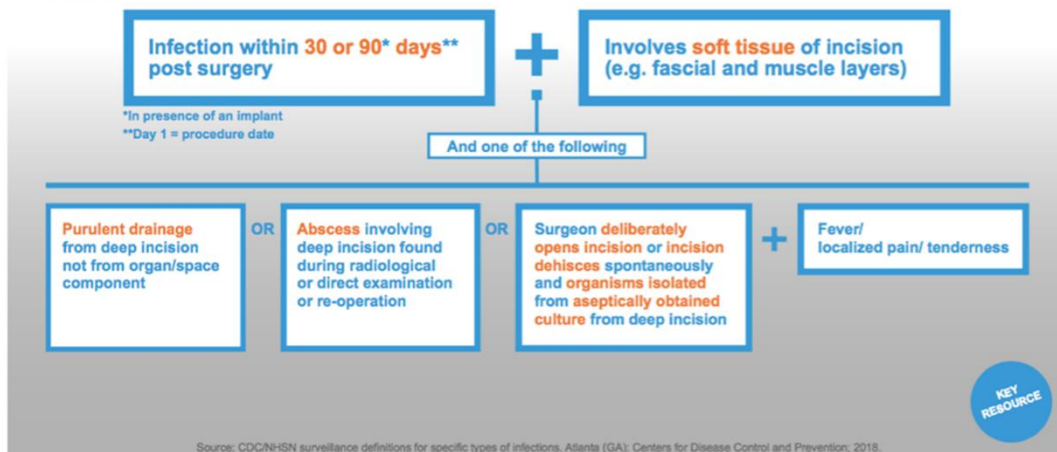 Infection within 30 or 90* days**
post surgery
Involves soft tissue of incision
(e.g. fascial and muscle layers)
*In presence of an implant
**Day 1 = procedure date
And one of the following
Purulent drainage
from deep incision
not from organ/space
component
OR
Abscess involving
deep incision found
during radiological
or direct examination
or re-operation
OR
Surgeon deliberately
opens incision or incision
dehisces spontaneously
and organisms isolated
from aseptically obtained
culture from deep incision
+
Fever/
localized pain/ tenderness
KEY
RESOURCE
Source: CDC/NHSN surveillance definitions for specific types of infections. Atlanta (GA): Centers for Disease Control and Prevention; 2018.